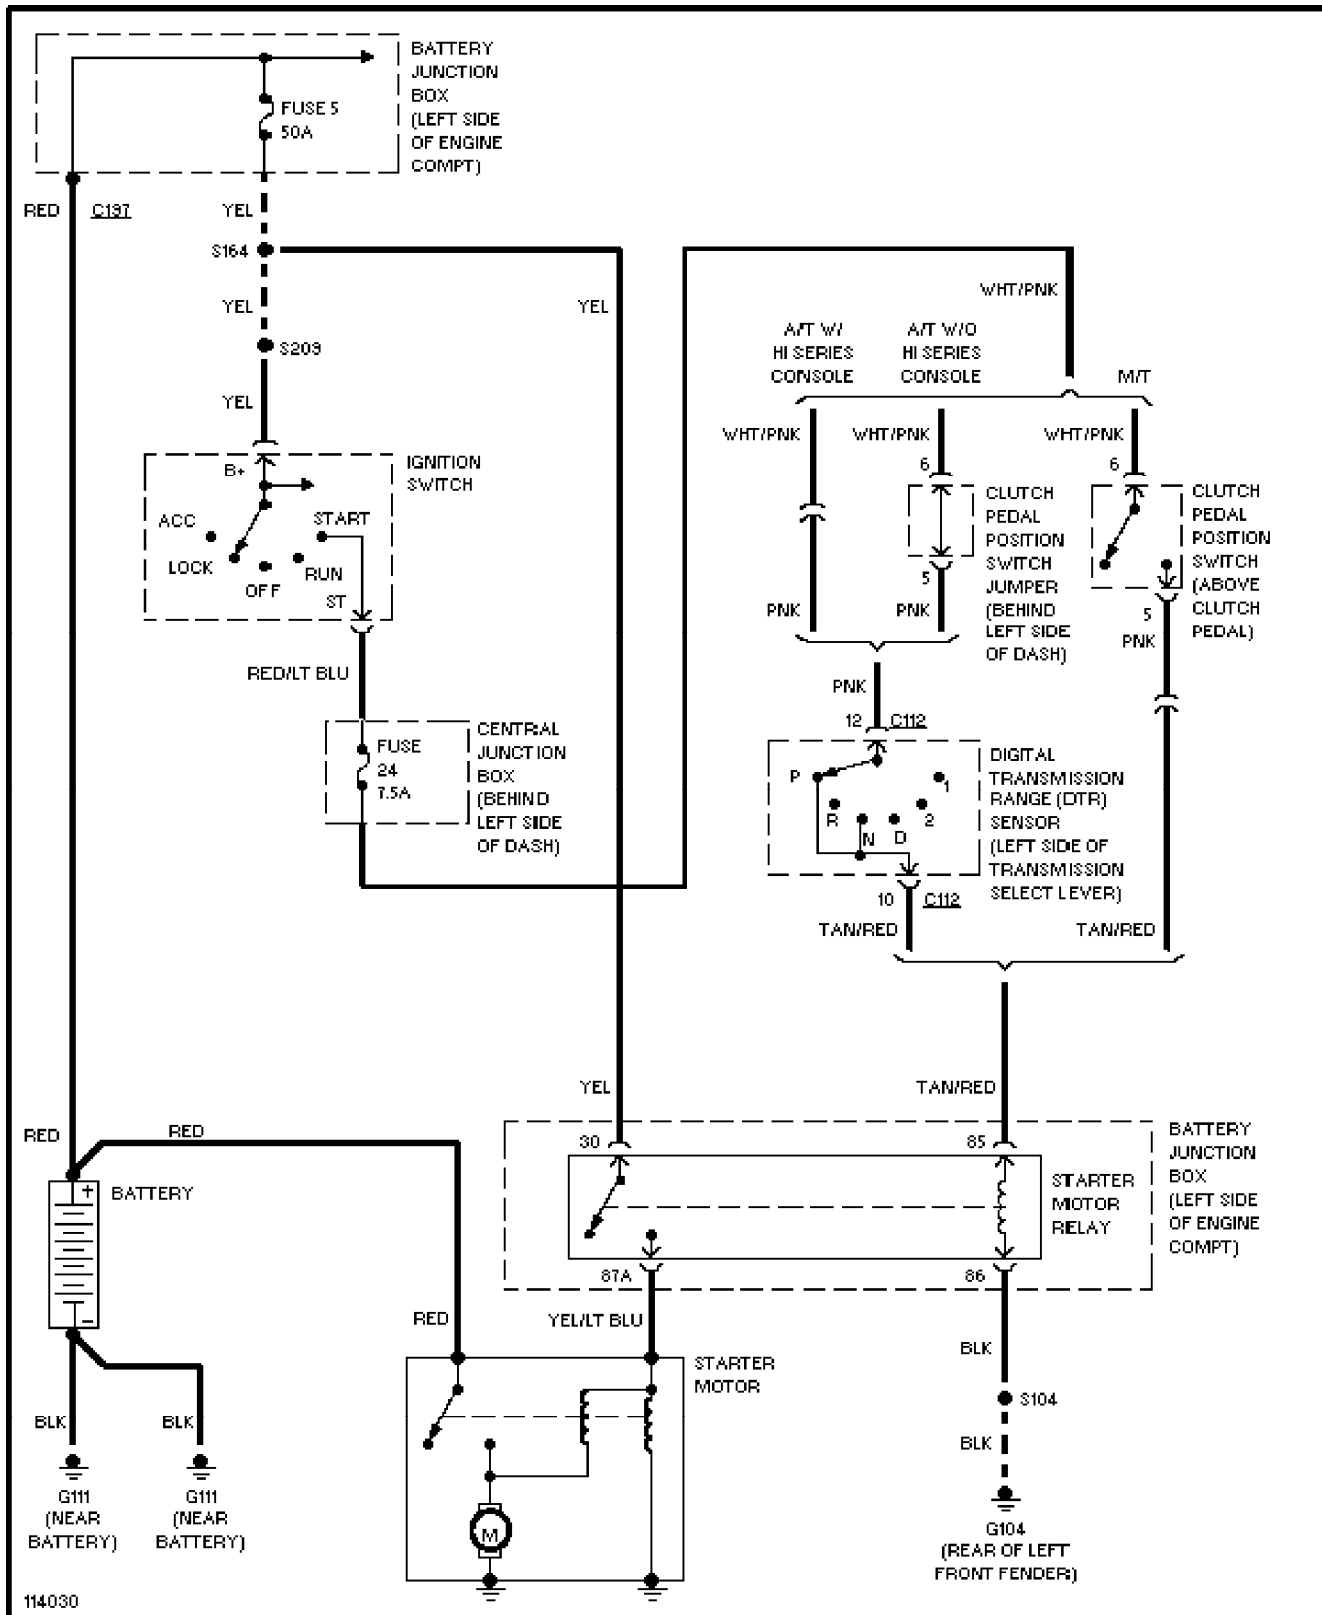 BATTERY
JUNCTION
BOX
(LEFT SIDE
OF ENGINE
COMPT)
FUSE 5
50A
RED
C197
YEL
S164
YEL
YEL
S209
YEL
WHT/PNK
A/T W/
HI SERIES
CONSOLE
A/T W/O
HI SERIES
CONSOLE
M/T
WHT/PNK
WHT/PNK
WHT/PNK
6
6
B+
IGNITION
SWITCH
ACC
START
LOCK
RUN
OFF
ST
CLUTCH
PEDAL
POSITION
SWITCH
JUMPER
(BEHIND
LEFT SIDE
OF DASH)
CLUTCH
PEDAL
POSITION
SWITCH
(ABOVE
CLUTCH
PEDAL)
5
5
PNK
PNK
PNK
RED/LT BLU
PNK
12
C112
FUSE
24
7.5A
CENTRAL
JUNCTION
BOX
(BEHIND
LEFT SIDE
OF DASH)
P
R
N
D
2
1
DIGITAL
TRANSMISSION
RANGE (DTR)
SENSOR
(LEFT SIDE OF
TRANSMISSION
SELECT LEVER)
10
C112
TAN/RED
TAN/RED
YEL
TAN/RED
RED
RED
30
85
BATTERY
JUNCTION
BOX
(LEFT SIDE
OF ENGINE
COMPT)
STARTER
MOTOR
RELAY
+
BATTERY
-
87A
86
RED
YEL/LT BLU
BLK
STARTER
MOTOR
S104
BLK
BLK
BLK
M
G111
(NEAR
BATTERY)
G111
(NEAR
BATTERY)
G104
(REAR OF LEFT
FRONT FENDER)
114030